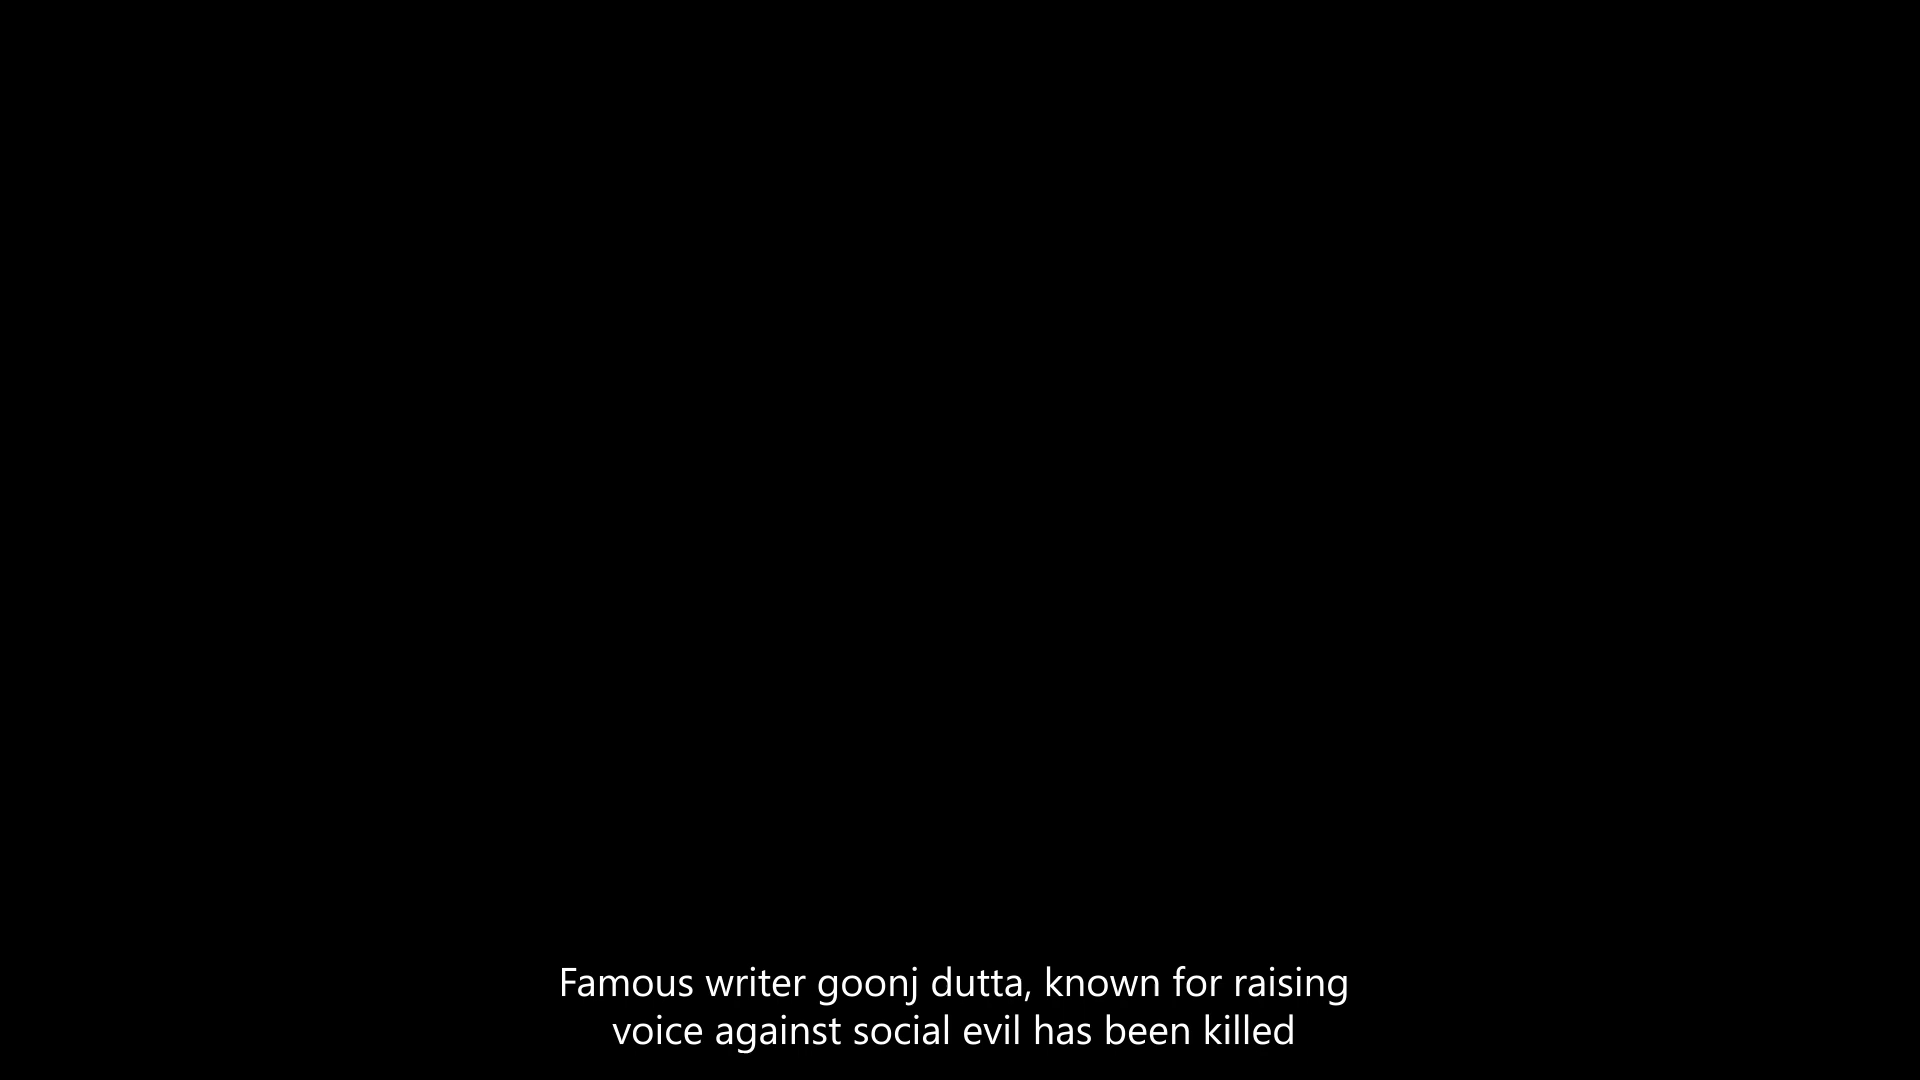 Famous writer goonj dutta, known for raising
voice against social evil has been killed